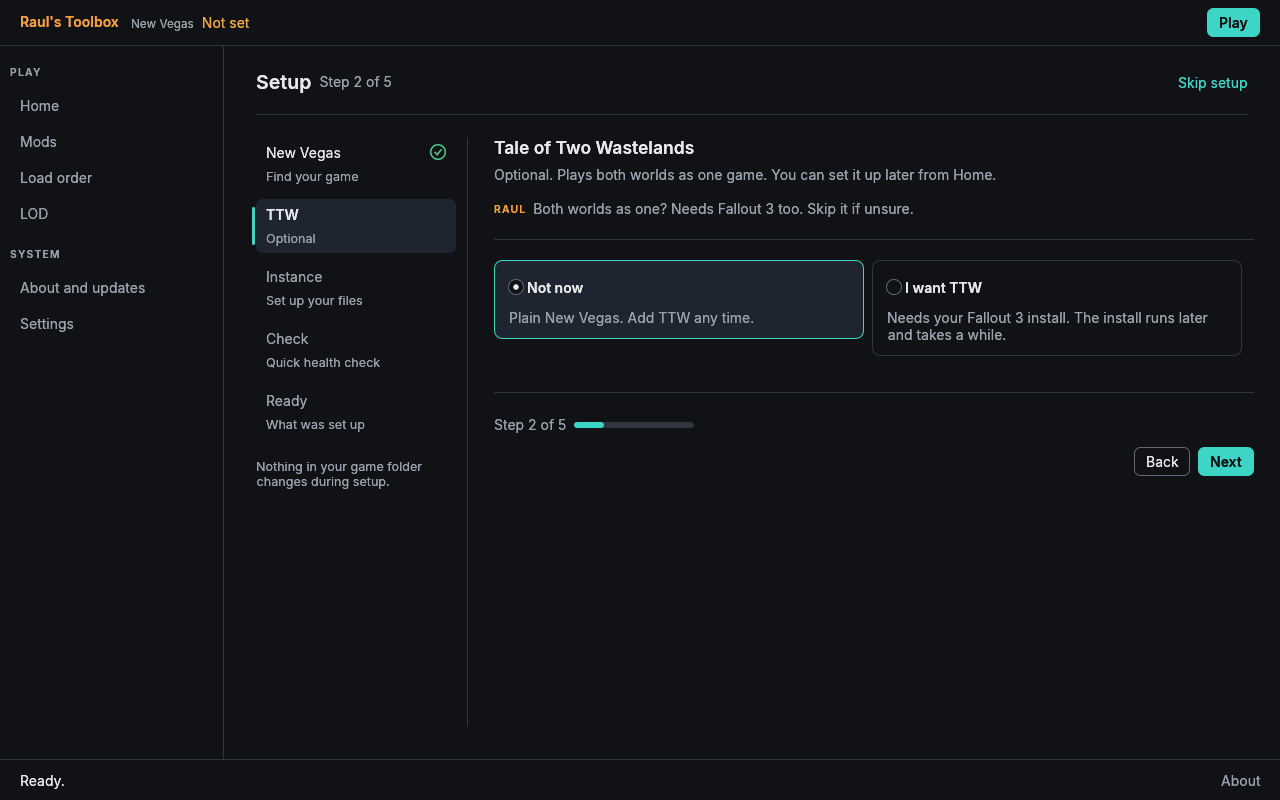 Raul's Toolbox New Vegas Not set
Play
PLAY
Home
Mods
Load order
LOD
SYSTEM
About and updates
Settings
Setup Step 2 of 5
Skip setup
New Vegas
Find your game
TTW
Optional
Instance
Set up your files
Check
Quick health check
Ready
What was set up
Nothing in your game folder
changes during setup.
Tale of Two Wastelands
Optional. Plays both worlds as one game. You can set it up later from Home.
RAUL Both worlds as one? Needs Fallout 3 too. Skip it if unsure.
Not now
Plain New Vegas. Add TTW any time.
I want TTW
Needs your Fallout 3 install. The install runs later
and takes a while.
Step 2 of 5
Back
Next
Ready.
About